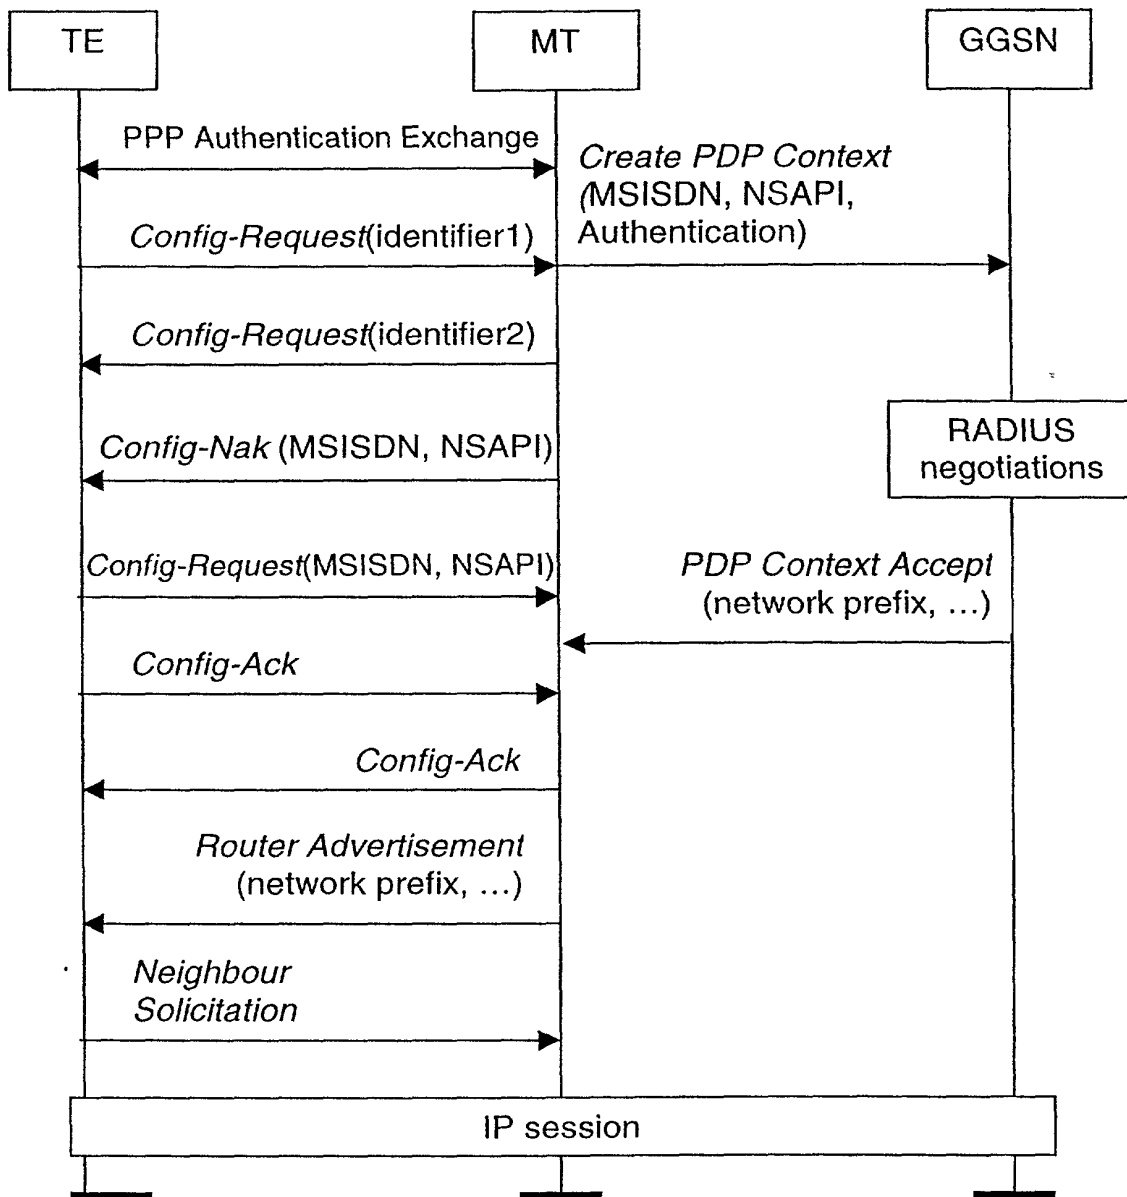 TE
MT
GGSN
PPP Authentication Exchange
Create PDP Context
(MSISDN, NSAPI,
Authentication)
Config-Request(identifier1)
Config-Request(identifier2)
RADIUS
negotiations
Config-Nak (MSISDN, NSAPI)
Config-Request(MSISDN, NSAPI)
PDP Context Accept
(network prefix, ...)
Config-Ack
Config-Ack
Router Advertisement
(network prefix, ...)
Neighbour
Solicitation
IP session